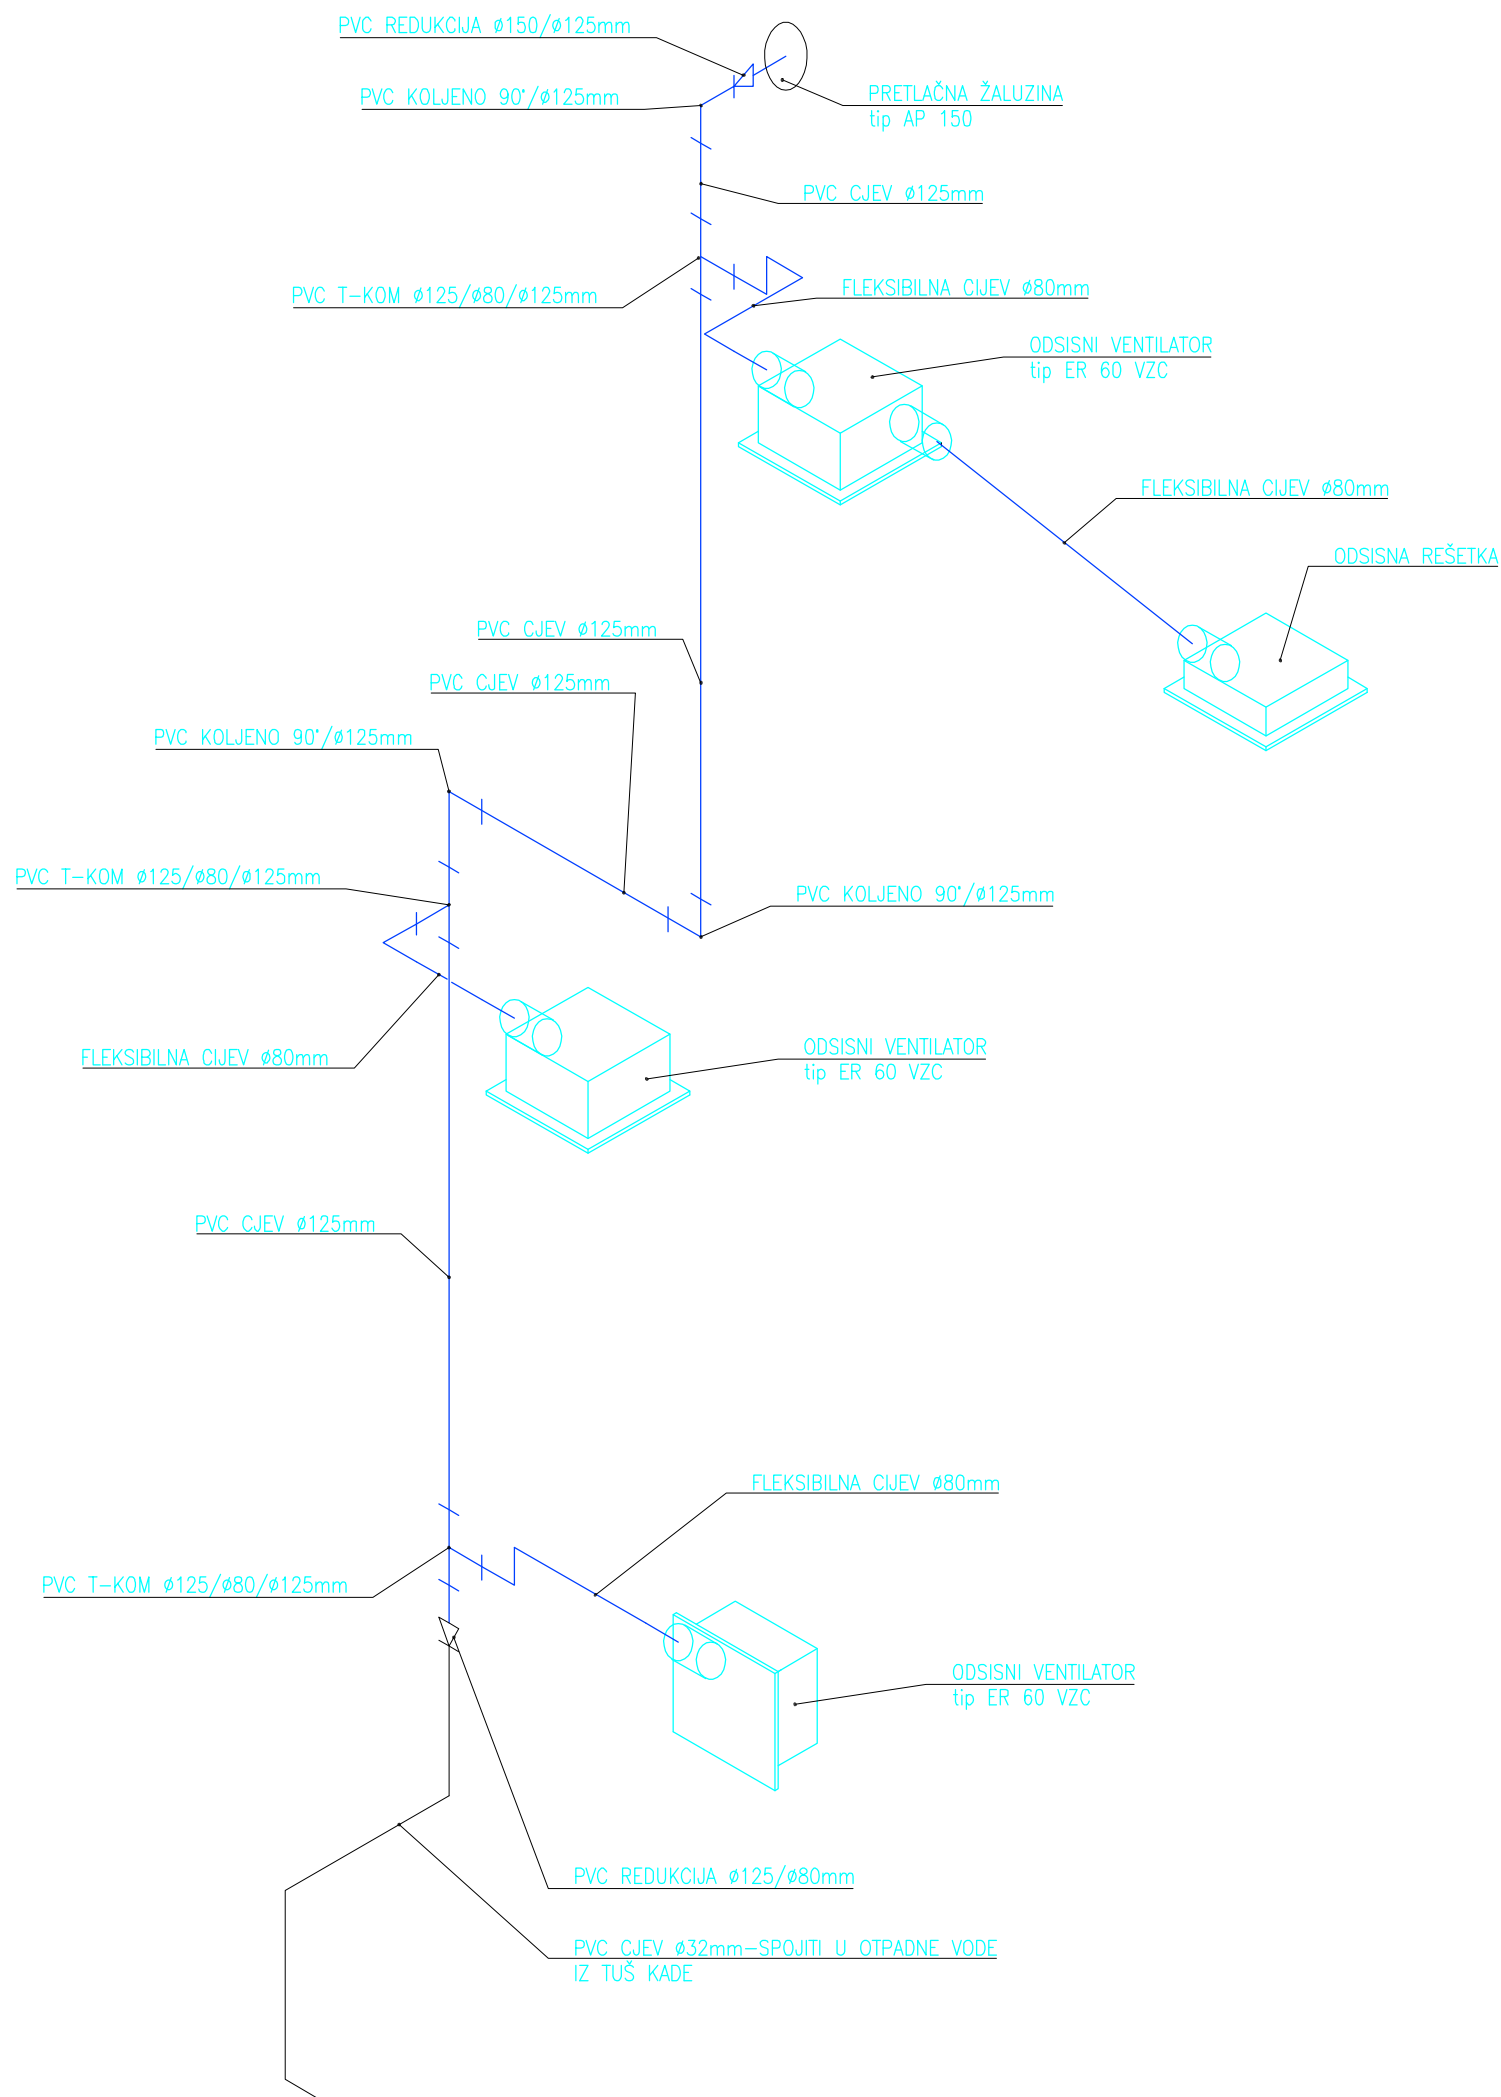 PVC REDUKCIJA ø150/ø125mm
PRETLAČNA ŽALUZINA
tip AP 150
PVC KOLJENO 90°/ø125mm
PVC CJEV ø125mm
FLEKSIBILNA CIJEV ø80mm
PVC T-KOM ø125/ø80/ø125mm
ODSISNI VENTILATOR
tip ER 60 VZC
FLEKSIBILNA CIJEV ø80mm
ODSISNA REŠETKA
PVC CJEV ø125mm
PVC CJEV ø125mm
PVC KOLJENO 90°/ø125mm
PVC T-KOM ø125/ø80/ø125mm
PVC KOLJENO 90°/ø125mm
FLEKSIBILNA CIJEV ø80mm
ODSISNI VENTILATOR
tip ER 60 VZC
PVC CJEV ø125mm
FLEKSIBILNA CIJEV ø80mm
PVC T-KOM ø125/ø80/ø125mm
ODSISNI VENTILATOR
tip ER 60 VZC
PVC REDUKCIJA ø125/ø80mm
PVC CJEV ø32mm-SPOJITI U OTPADNE VODE
IZ TUŠ KADE